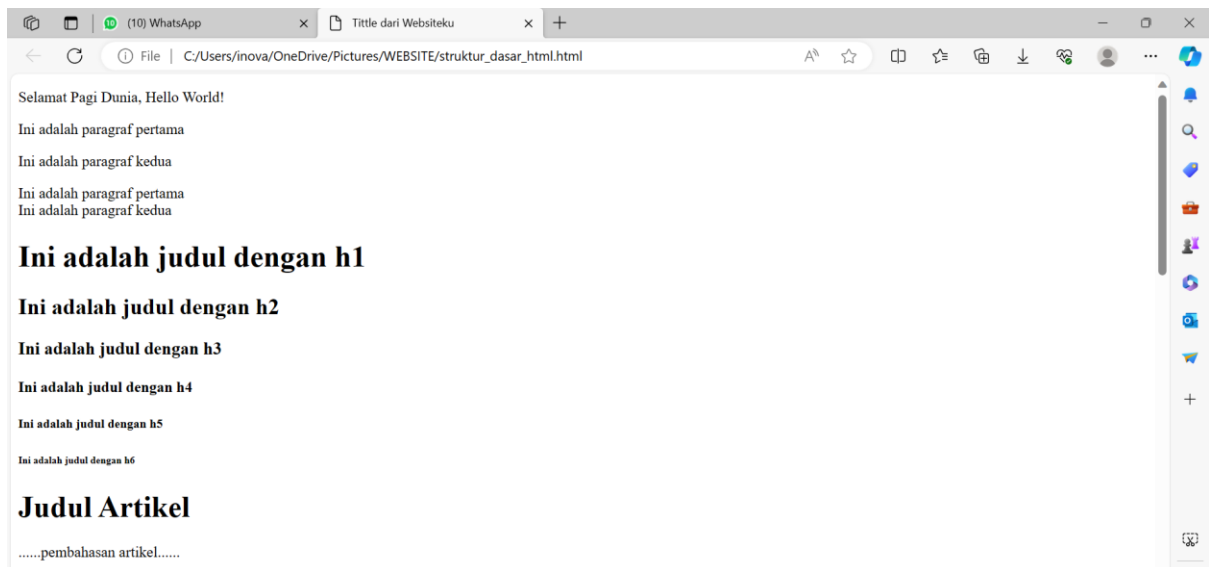 10 (10) WhatsApp
Tittle dari Websiteku
File | C:/Users/inova/OneDrive/Pictures/WEBSITE/struktur_dasar_html.html
Selamat Pagi Dunia, Hello World!
Ini adalah paragraf pertama
Ini adalah paragraf kedua
Ini adalah paragraf pertama
Ini adalah paragraf kedua
Ini adalah judul dengan h1
Ini adalah judul dengan h2
Ini adalah judul dengan h3
Ini adalah judul dengan h4
Ini adalah judul dengan h5
Ini adalah judul dengan h6
Judul Artikel
......pembahasan artikel......